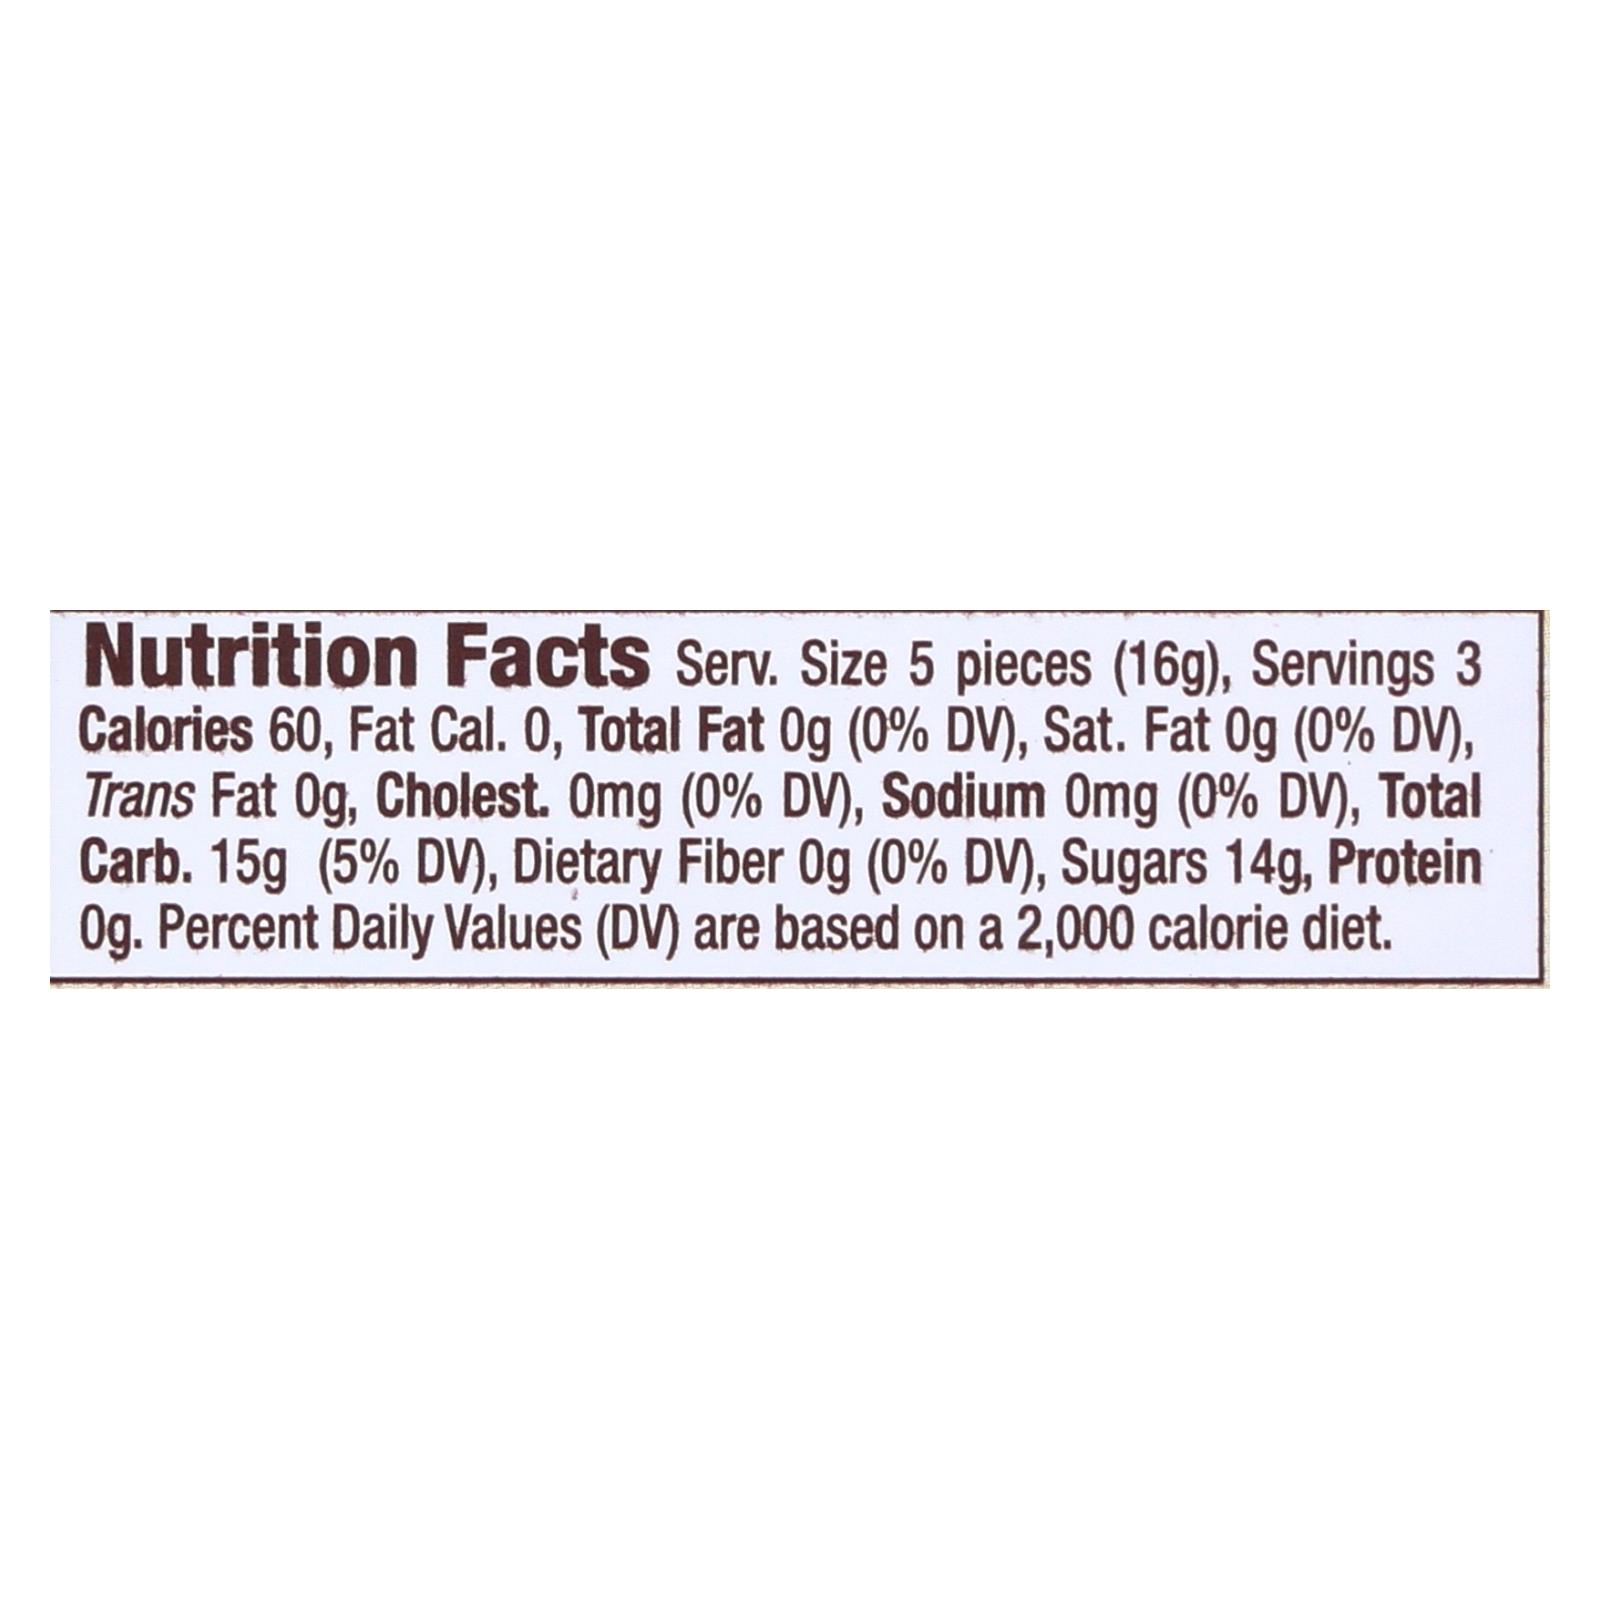 Nutrition Facts Serv. Size 5 pieces (16g), Servings 3
Calories 60, Fat Cal. 0, Total Fat 0g (0% DV), Sat. Fat 0g (0% DV),
Trans Fat 0g, Cholest. 0mg (0% DV), Sodium 0mg (0% DV), Total
Carb. 15g (5% DV), Dietary Fiber 0g (0% DV), Sugars 14g, Protein
0g. Percent Daily Values (DV) are based on a 2,000 calorie diet.